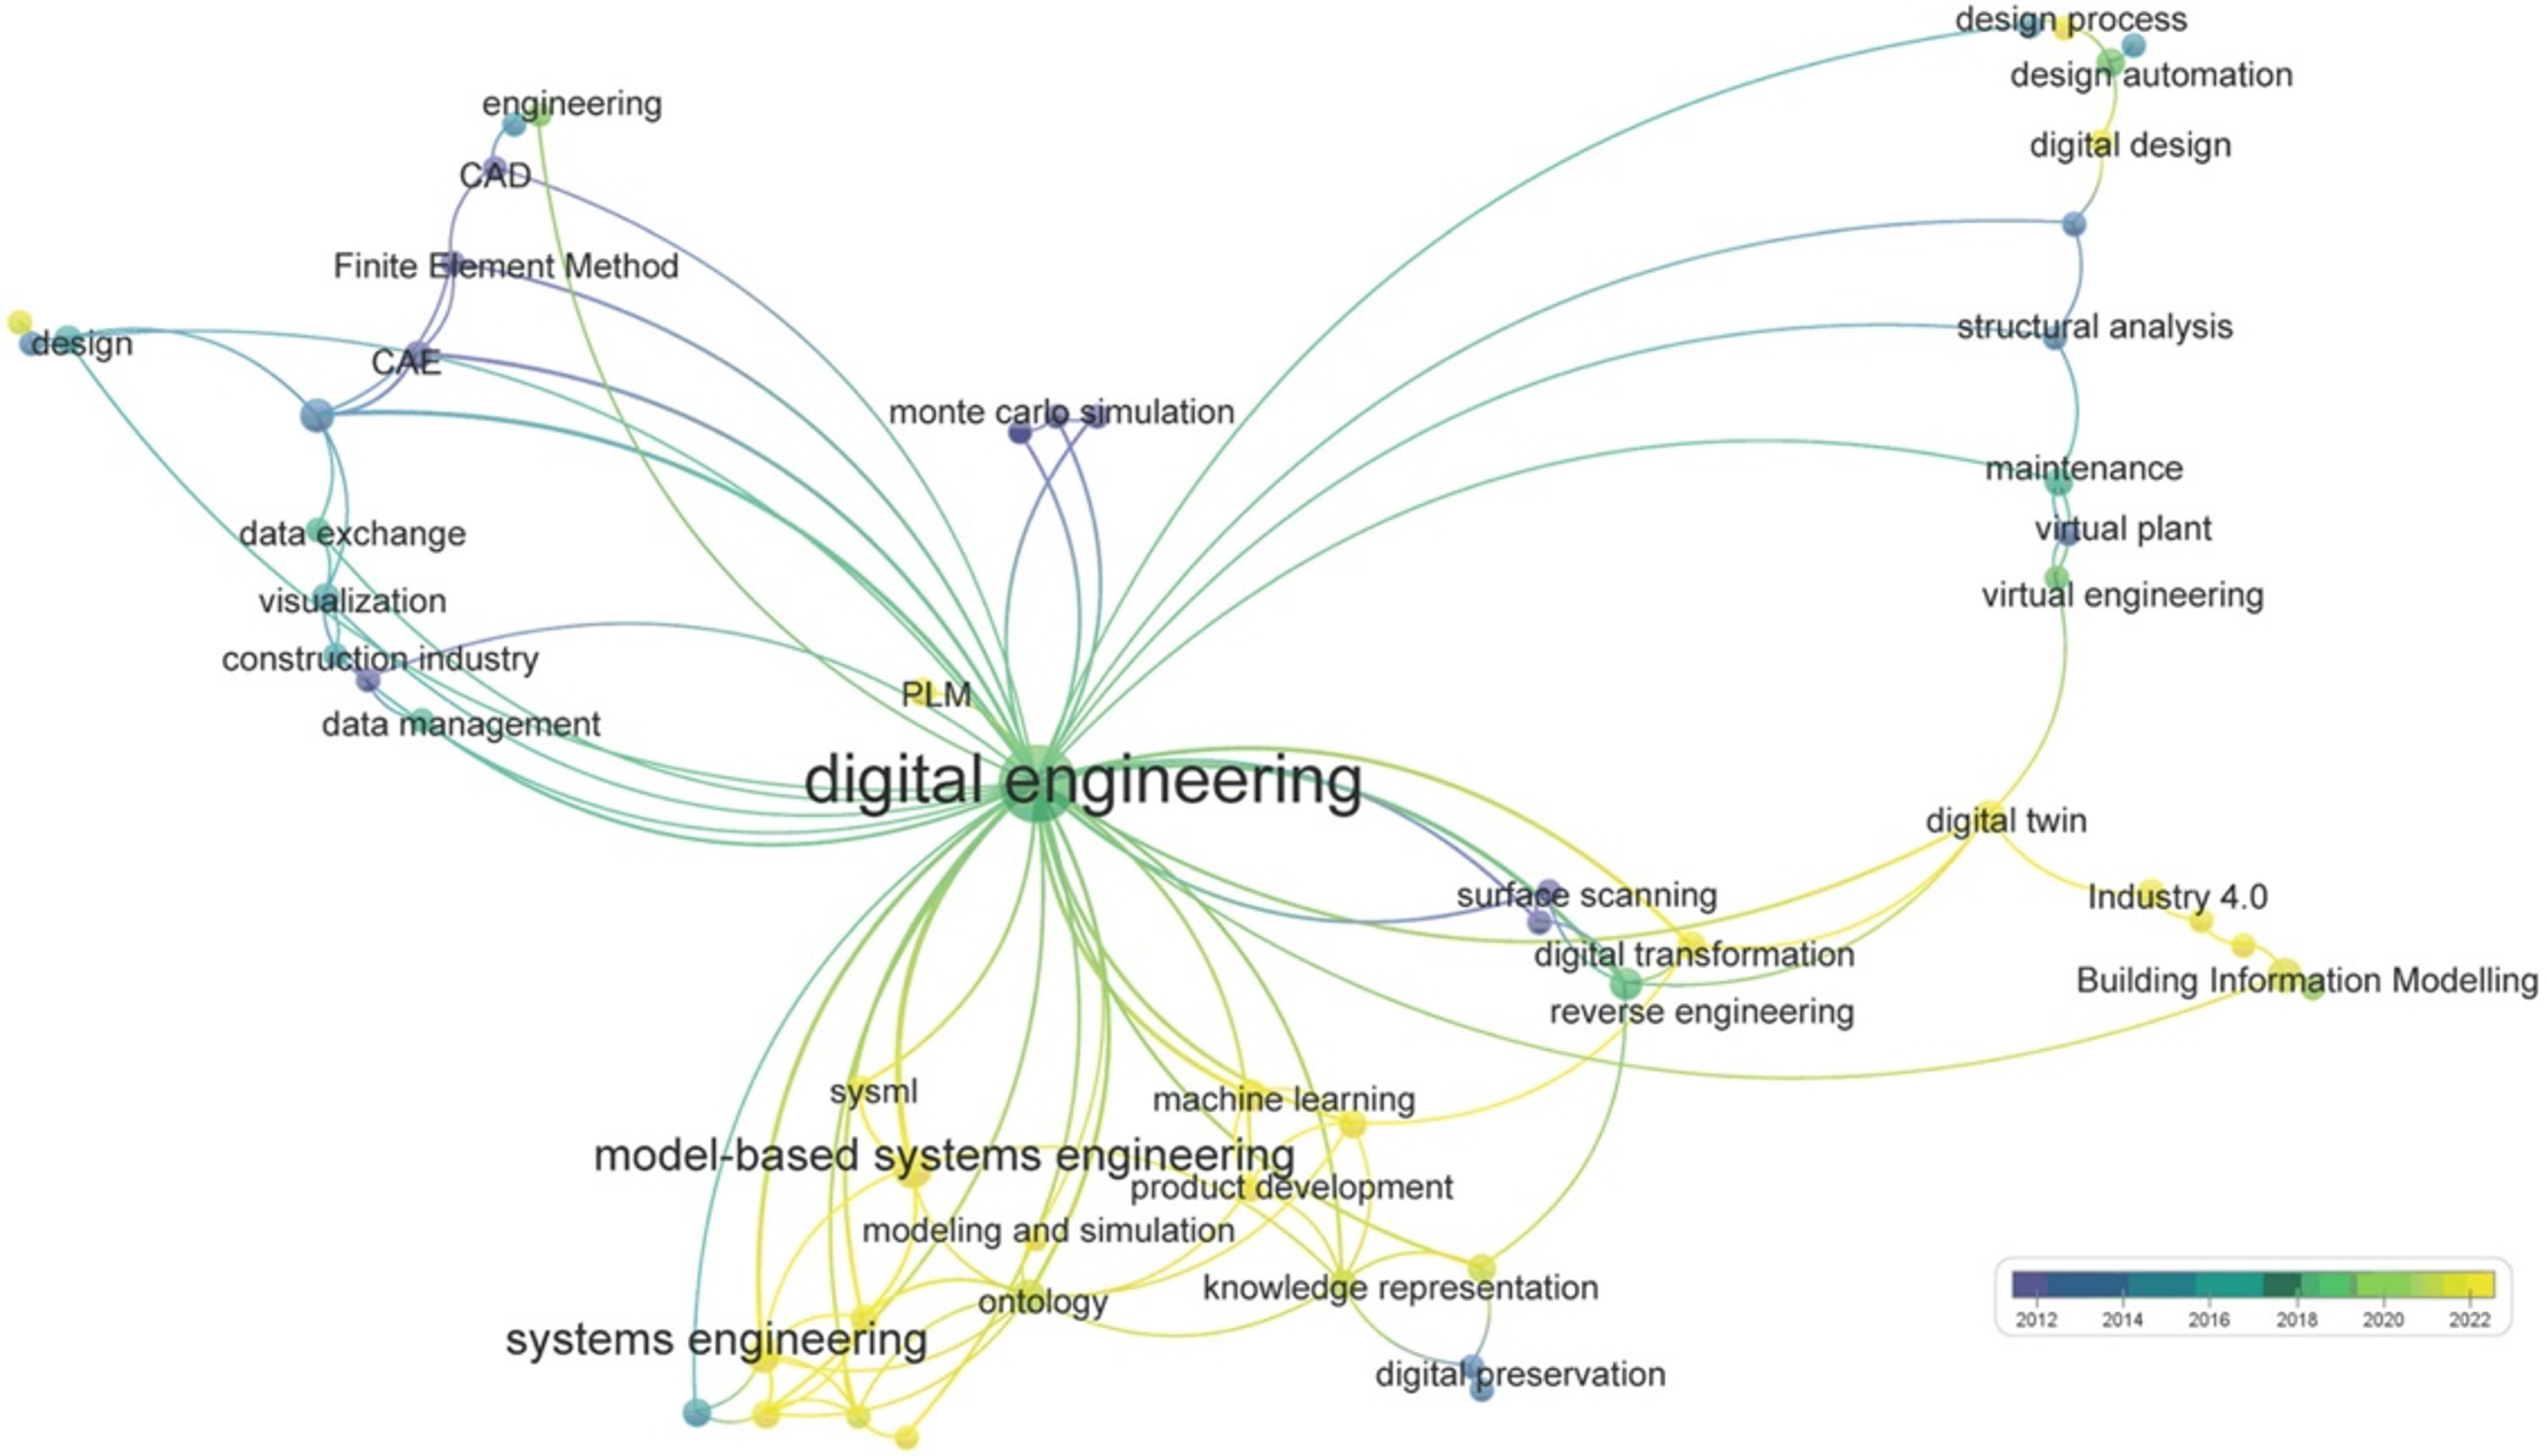 design process
design automation
engineering
digital design
CAD
Finite Element Method
structural analysis
design
CAE
monte carlo simulation
maintenance
data exchange
virtual plant
visualization
virtual engineering
construction industry
PLM
data management
digital engineering
digital twin
surface scanning
Industry 4.0
digital transformation
Building Information Modelling
reverse engineering
sysml
machine learning
model-based systems engineering
product development
modeling and simulation
knowledge representation
ontology
systems engineering
digital preservation
2012 2014 2016 2018 2020 2022